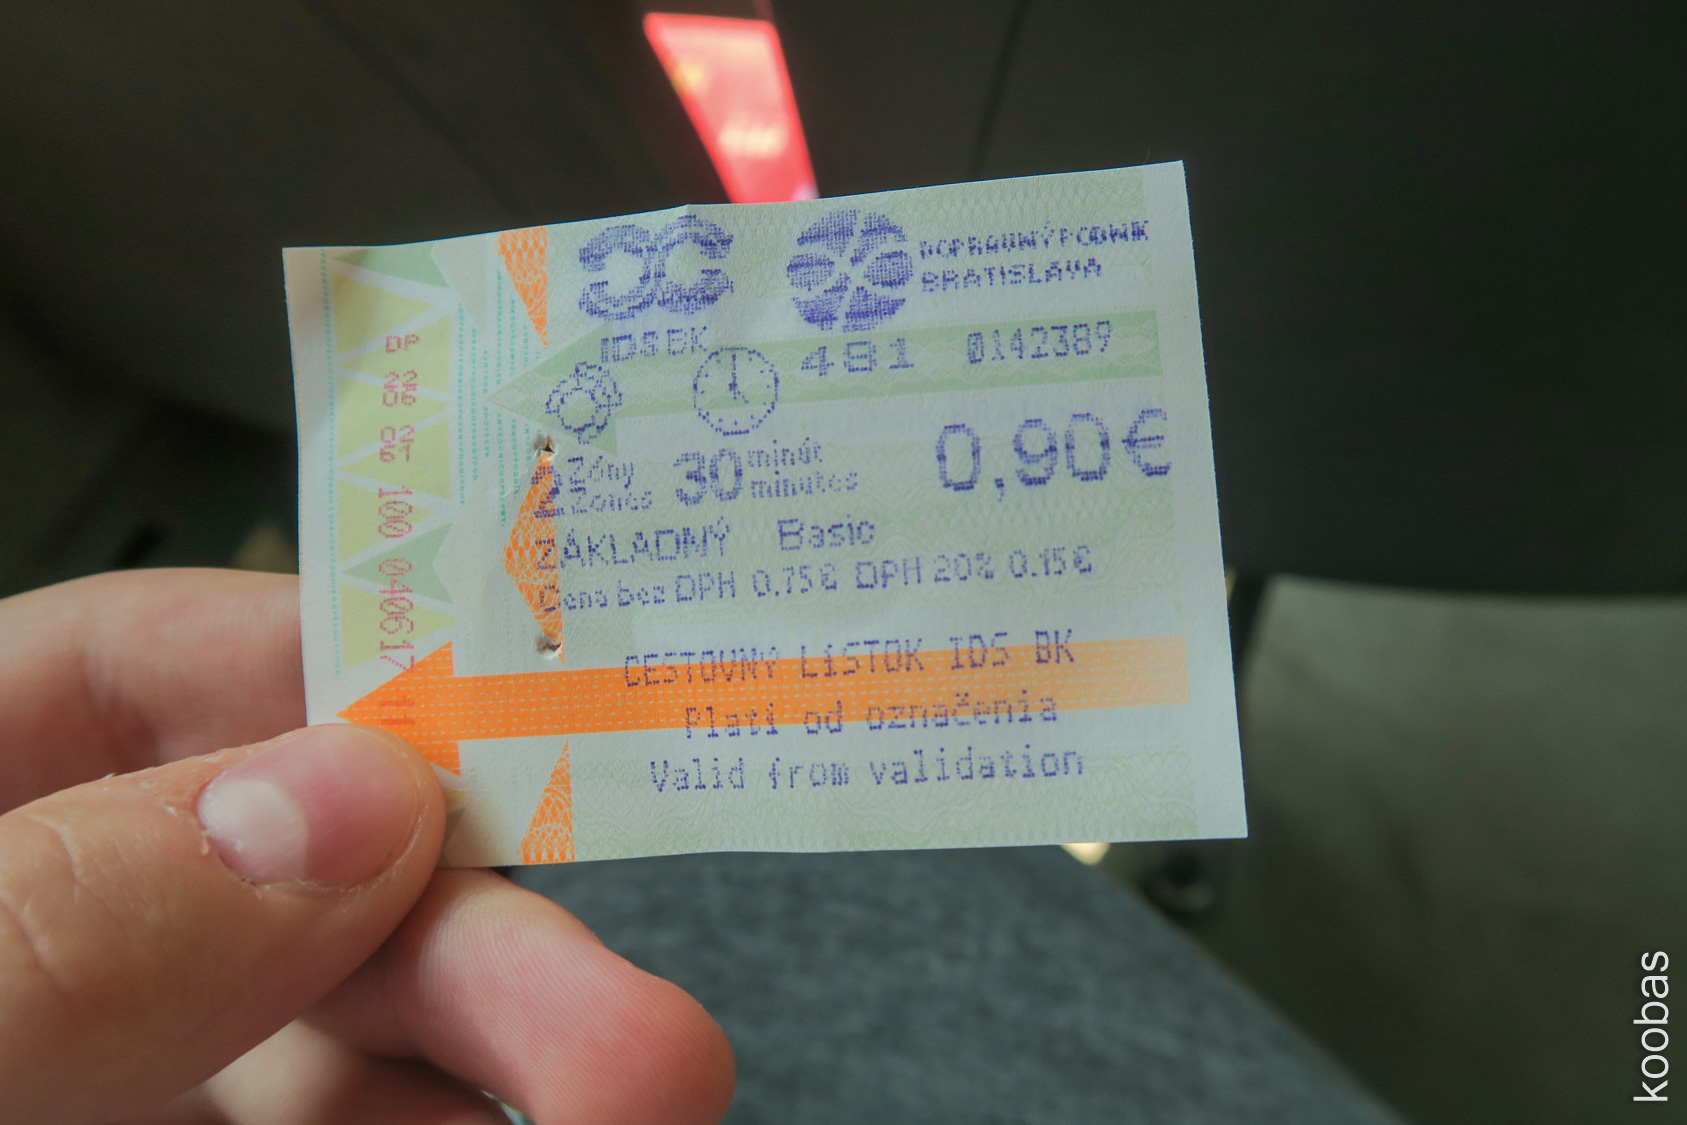 IDS BK
DOPRAVNÝ PODNIK
BRATISLAVA
481 0142389
0,90€
2 Zóny
Zones
30 minút
minutes
ZÁKLADNÝ Basic
Cena bez DPH 0.75€ DPH 20% 0.15€
CESTOVNÝ LíSTOK IDS BK
Platí od označenia
Valid from validation
koobas